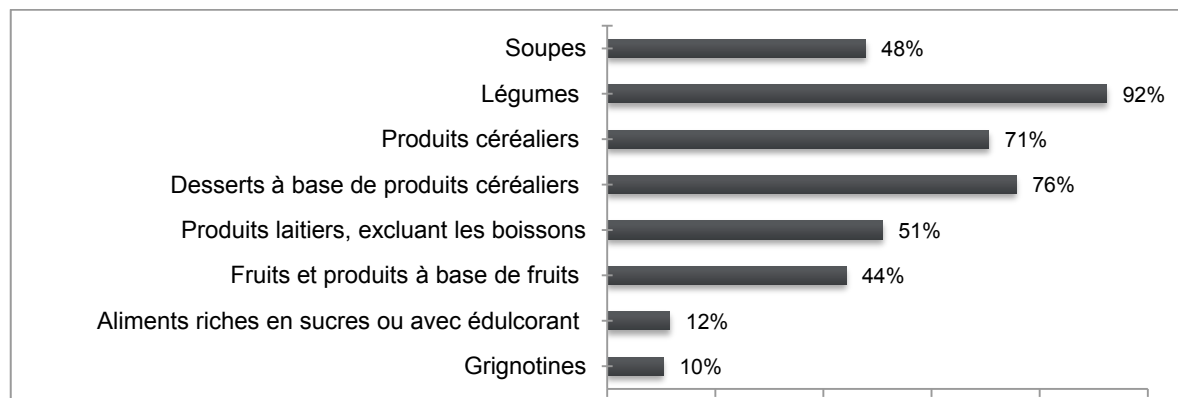 Soupes 48%
Légumes 92%
Produits céréaliers 71%
Desserts à base de produits céréaliers 76%
Produits laitiers, excluant les boissons 51%
Fruits et produits à base de fruits 44%
Aliments riches en sucres ou avec édulcorant 12%
Grignotines 10%